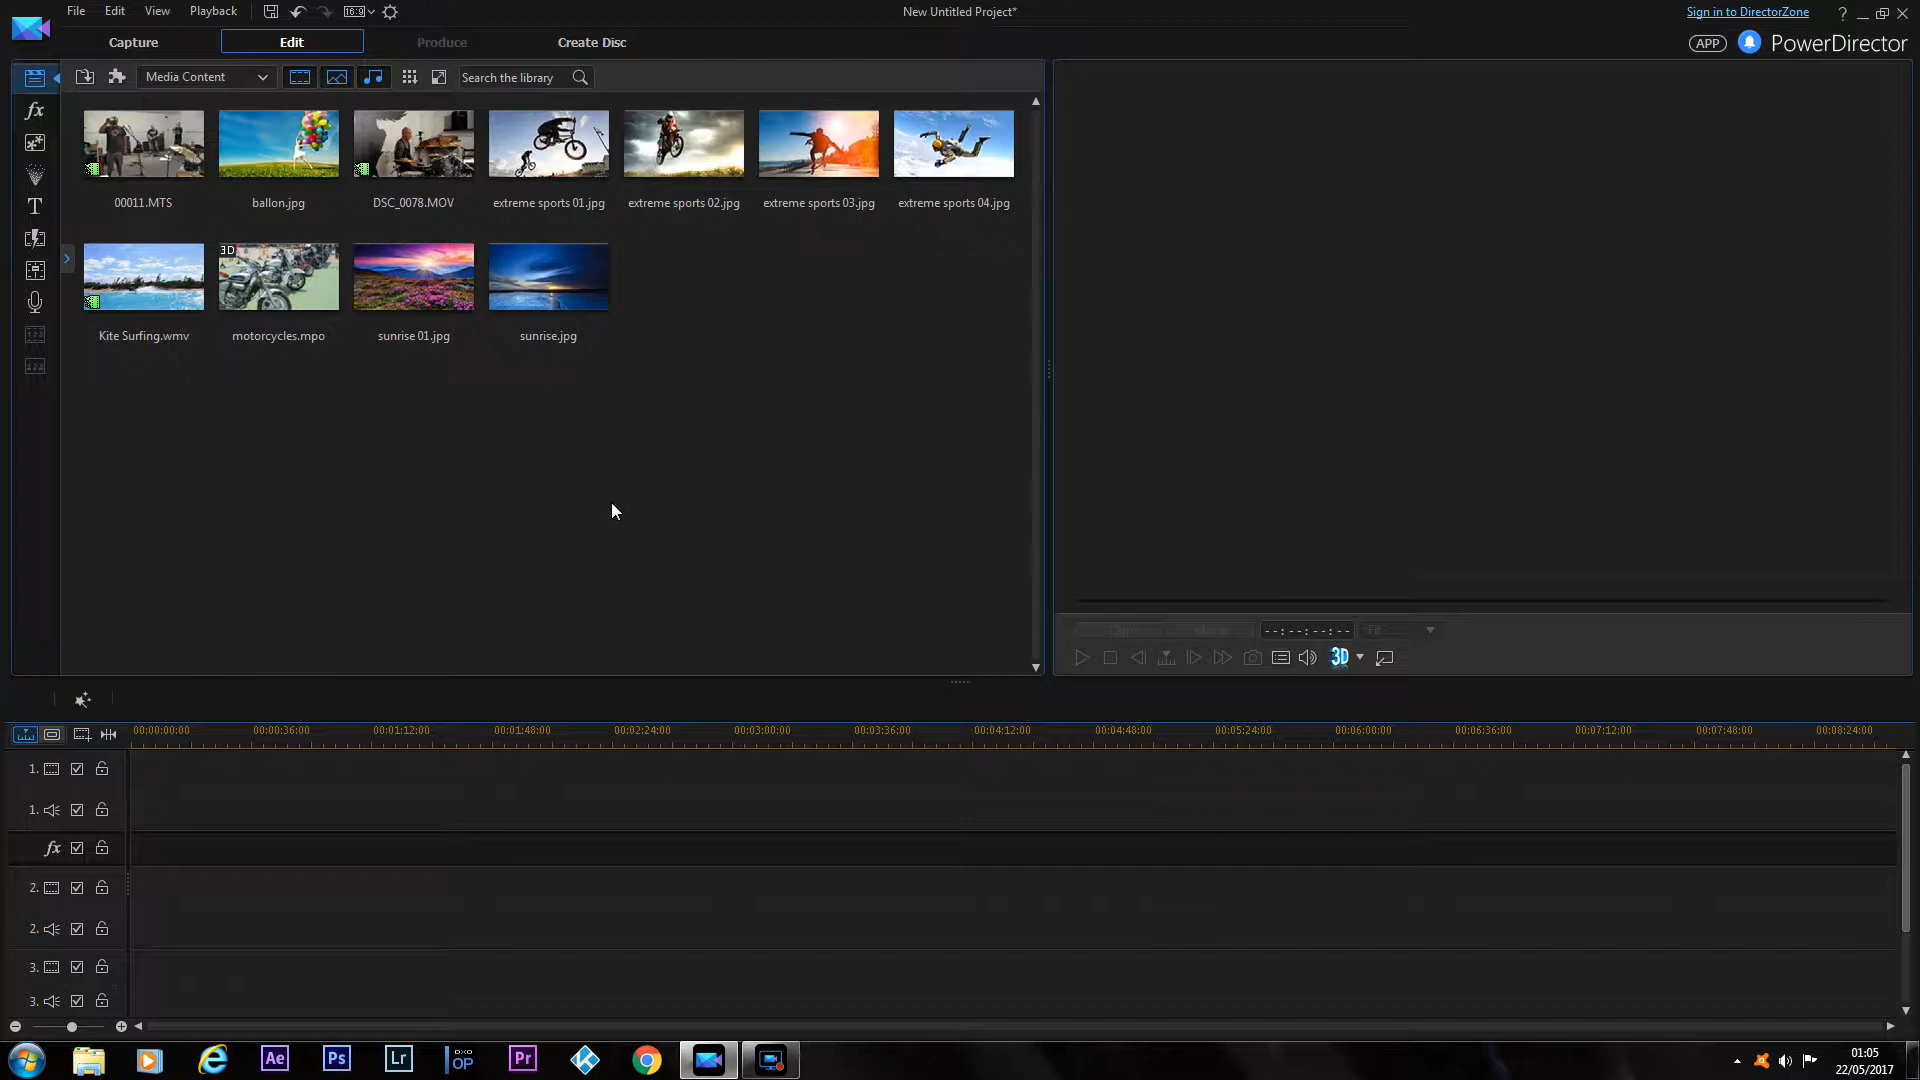 File Edit View Playback 16:9 New Untitled Project* Sign in to DirectorZone ?
Capture Edit Produce Create Disc APP PowerDirector
Media Content Search the library
fx
00011.MTS ballon.jpg DSC_0078.MOV extreme sports 01.jpg extreme sports 02.jpg extreme sports 03.jpg extreme sports 04.jpg
T
3D
Kite Surfing.wmv motorcycles.mpo sunrise 01.jpg sunrise.jpg
--:--:--:-- Fit
3D
00:00:00:00 00:00:36:00 00:01:12:00 00:01:48:00 00:02:24:00 00:03:00:00 00:03:36:00 00:04:12:00 00:04:48:00 00:05:24:00 00:06:00:00 00:06:36:00 00:07:12:00 00:07:48:00 00:08:24:00
1.
1.
fx
2.
2.
3.
3.
Ae Ps Lr DXO OP Pr
01:05
22/05/2017